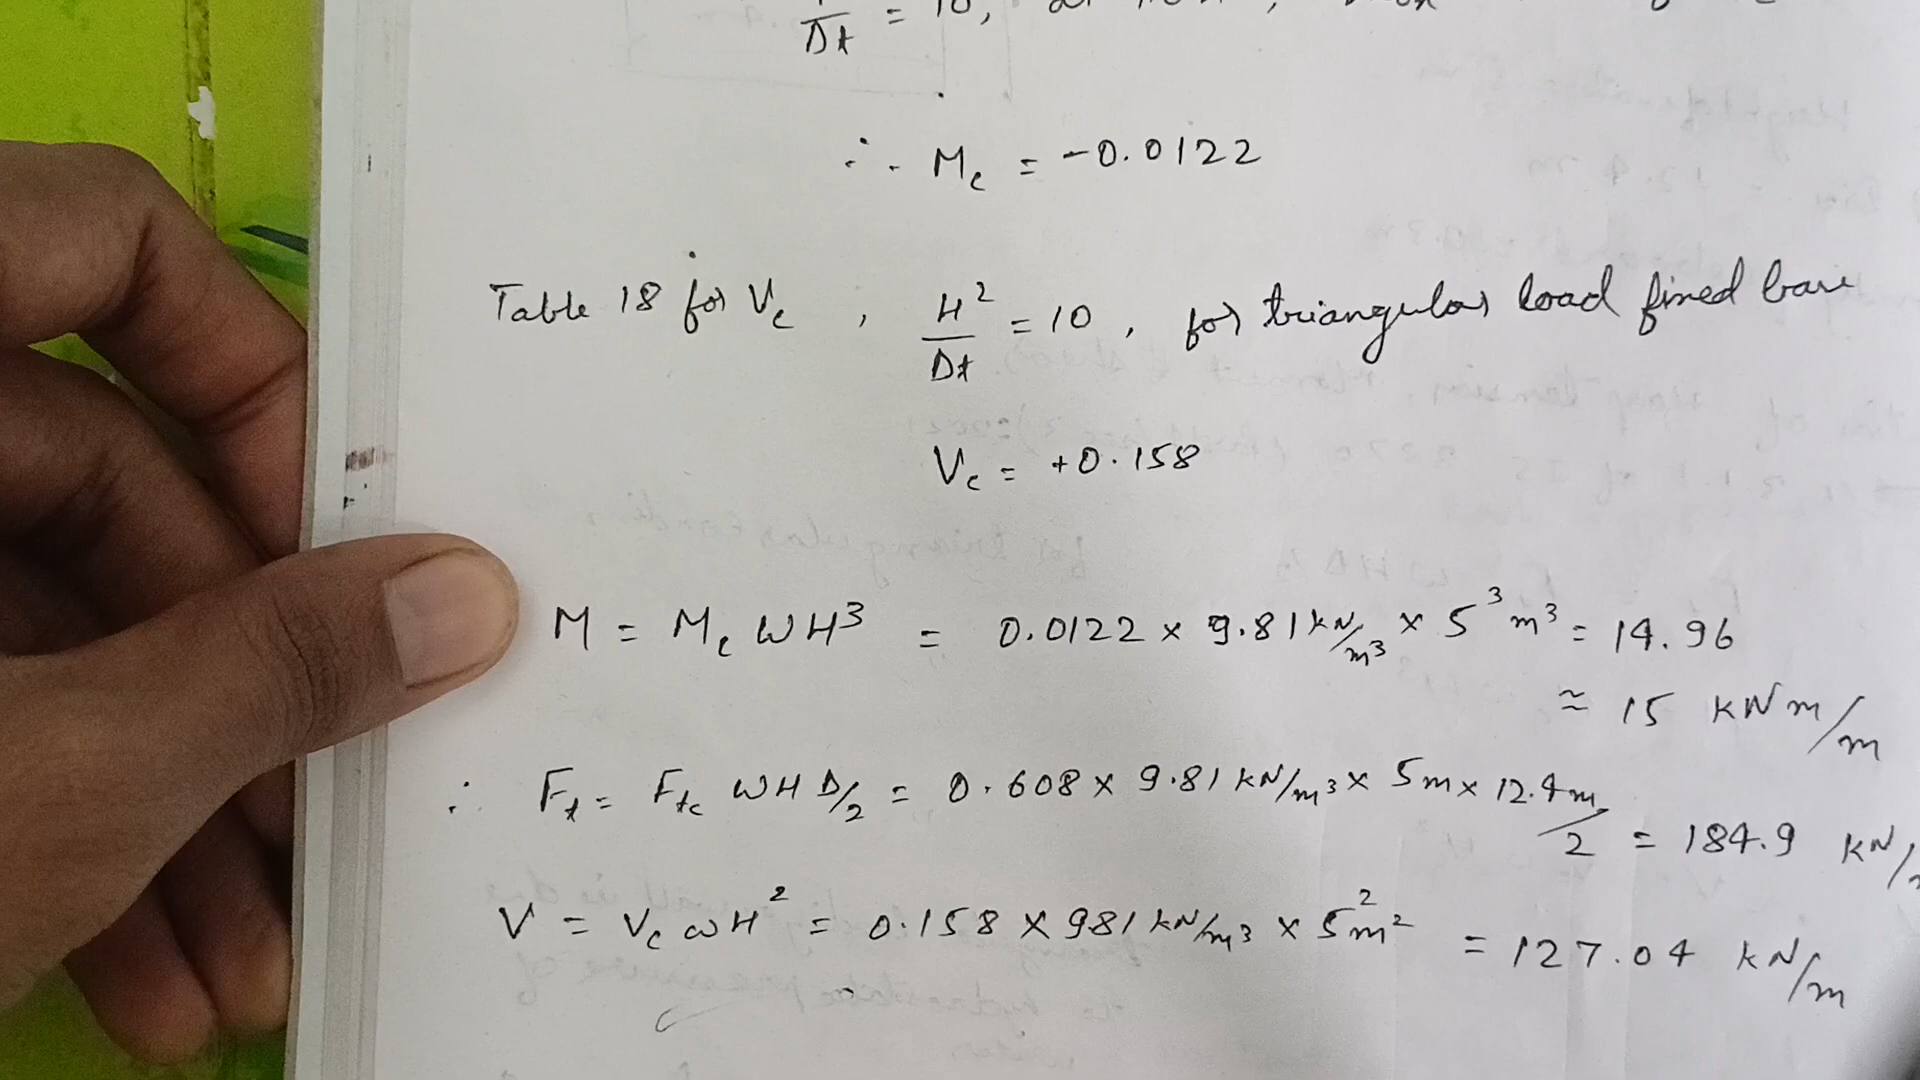 Dt = 10,
∴ Mc = -0.0122
Table 18 for Vc , H²/Dt = 10 , for triangular load fixed base
Vc = +0.158
M = Mc WH³ = 0.0122 x 9.81 kN/m³ x 5³ m³ = 14.96
≈ 15 kNm/m
∴ Ft = Ftc WHD/2 = 0.608 x 9.81 kN/m³ x 5m x 12.4m/2 = 184.9 kN/
V = Vc wH² = 0.158 x 981 kN/m³ x 5² m² = 127.04 kN/m